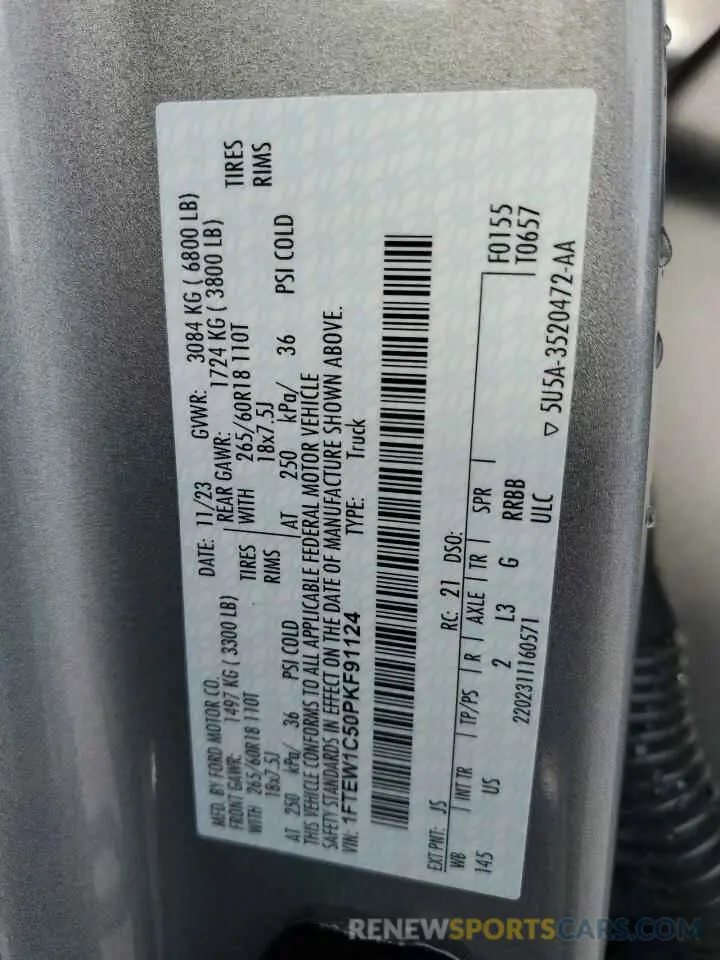 MFD. BY FORD MOTOR CO.
DATE: 11/23 GVWR: 3084 KG ( 6800 LB)
FRONT GAWR: 1497 KG ( 3300 LB) REAR GAWR: 1724 KG ( 3800 LB)
WITH 265/60R18 110T TIRES WITH 265/60R18 110T TIRES
18x7.5J RIMS 18x7.5J RIMS
AT 250 kPa/ 36 PSI COLD AT 250 kPa/ 36 PSI COLD
THIS VEHICLE CONFORMS TO ALL APPLICABLE FEDERAL MOTOR VEHICLE
SAFETY STANDARDS IN EFFECT ON THE DATE OF MANUFACTURE SHOWN ABOVE.
VIN: 1FTEW1C50PKF91124 TYPE: Truck
EXT PNT: JS RC: 21 DSO: F0155
WB INT TR TP/PS R AXLE TR SPR T0657
145 US 2 L3 G RRBB
2202311160571 ULC ▽ 5U5A-3520472-AA
RENEWSPORTSCARS.COM